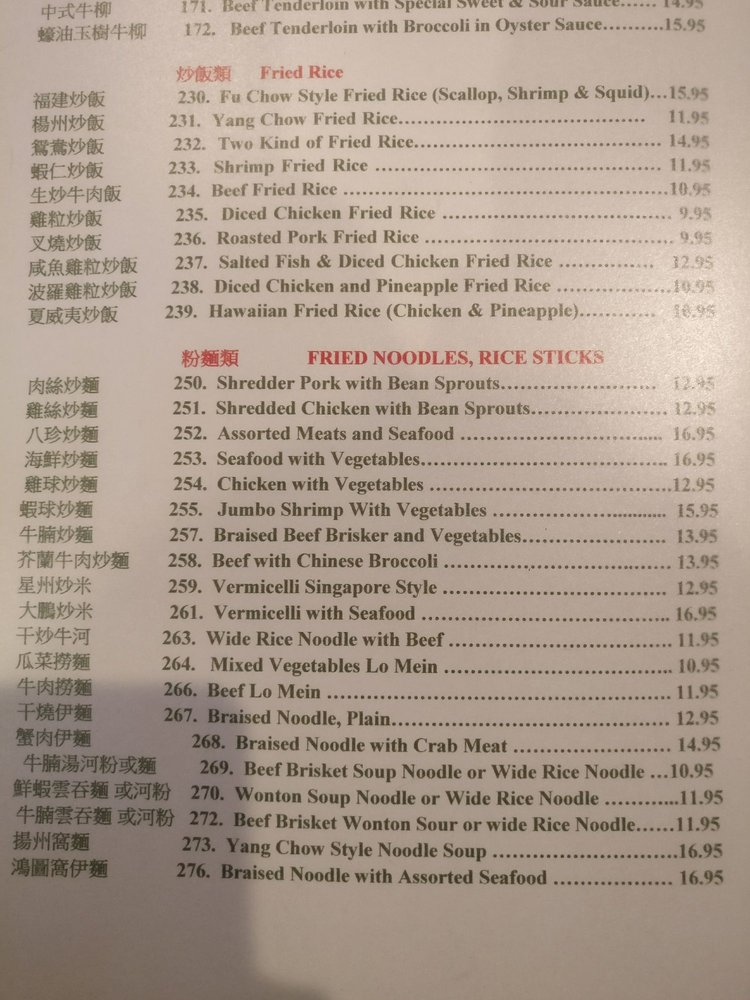 中式牛柳 171. Beef Tenderloin with Special Sweet & Sour Sauce...... 14.95
蠔油玉樹牛柳 172. Beef Tenderloin with Broccoli in Oyster Sauce..........15.95
炒飯類 Fried Rice
福建炒飯 230. Fu Chow Style Fried Rice (Scallop, Shrimp & Squid)...15.95
楊州炒飯 231. Yang Chow Fried Rice........................................ 11.95
鴛鴦炒飯 232. Two Kind of Fried Rice.........................................14.95
蝦仁炒飯 233. Shrimp Fried Rice ............................................... 11.95
生炒牛肉飯 234. Beef Fried Rice .....................................................10.95
雞粒炒飯 235. Diced Chicken Fried Rice ..................................... 9.95
叉燒炒飯 236. Roasted Pork Fried Rice ........................................ 9.95
咸魚雞粒炒飯 237. Salted Fish & Diced Chicken Fried Rice ............... 12.95
波羅雞粒炒飯 238. Diced Chicken and Pineapple Fried Rice .................10.95
夏威夷炒飯 239. Hawaiian Fried Rice (Chicken & Pineapple)............ 10.95
粉麵類 FRIED NOODLES, RICE STICKS
肉絲炒麵 250. Shredder Pork with Bean Sprouts......................... 12.95
雞絲炒麵 251. Shredded Chicken with Bean Sprouts..................... 12.95
八珍炒麵 252. Assorted Meats and Seafood ................................ 16.95
海鮮炒麵 253. Seafood with Vegetables....................................... 16.95
雞球炒麵 254. Chicken with Vegetables ......................................12.95
蝦球炒麵 255. Jumbo Shrimp With Vegetables ........................... 15.95
牛腩炒麵 257. Braised Beef Brisker and Vegetables....................... 13.95
芥蘭牛肉炒麵 258. Beef with Chinese Broccoli .................................... 13.95
星州炒米 259. Vermicelli Singapore Style .................................... 12.95
大鵬炒米 261. Vermicelli with Seafood ........................................ 16.95
干炒牛河 263. Wide Rice Noodle with Beef ................................... 11.95
瓜菜撈麵 264. Mixed Vegetables Lo Mein .................................... 10.95
牛肉撈麵 266. Beef Lo Mein ...................................................... 11.95
干燒伊麵 267. Braised Noodle, Plain............................................ 12.95
蟹肉伊麵 268. Braised Noodle with Crab Meat ......................... 14.95
牛腩湯河粉或麵 269. Beef Brisket Soup Noodle or Wide Rice Noodle ...10.95
鮮蝦雲吞麵 或河粉 270. Wonton Soup Noodle or Wide Rice Noodle ...........11.95
牛腩雲吞麵 或河粉 272. Beef Brisket Wonton Sour or wide Rice Noodle......11.95
揚州窩麵 273. Yang Chow Style Noodle Soup ..............................16.95
鴻圖窩伊麵 276. Braised Noodle with Assorted Seafood .................. 16.95